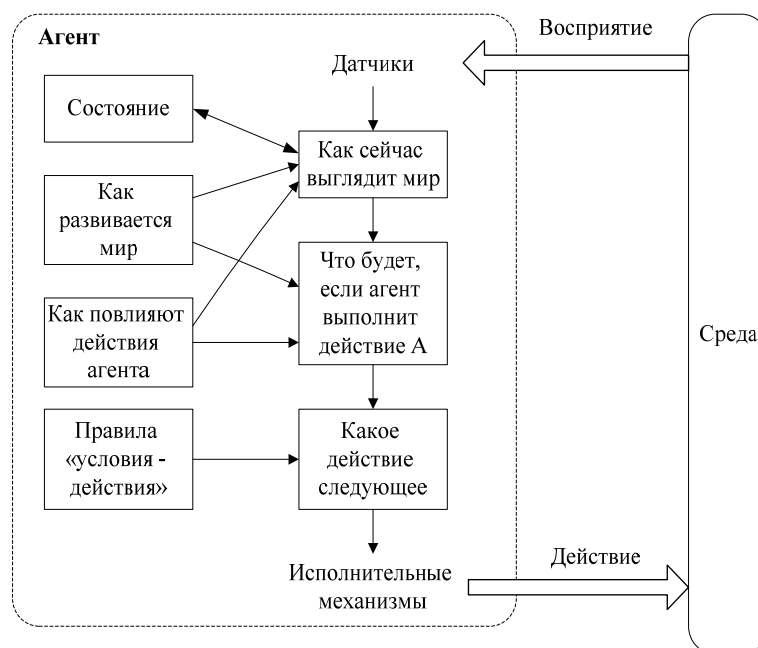 Восприятие
Агент
Датчики
Состояние
Как сейчас
выглядит мир
Как
развивается
мир
Что будет,
если агент
выполнит
действие А
Как повлияют
действия
агента
Среда
Правила
«условия -
действия»
Какое
действие
следующее
Действие
Исполнительные
механизмы